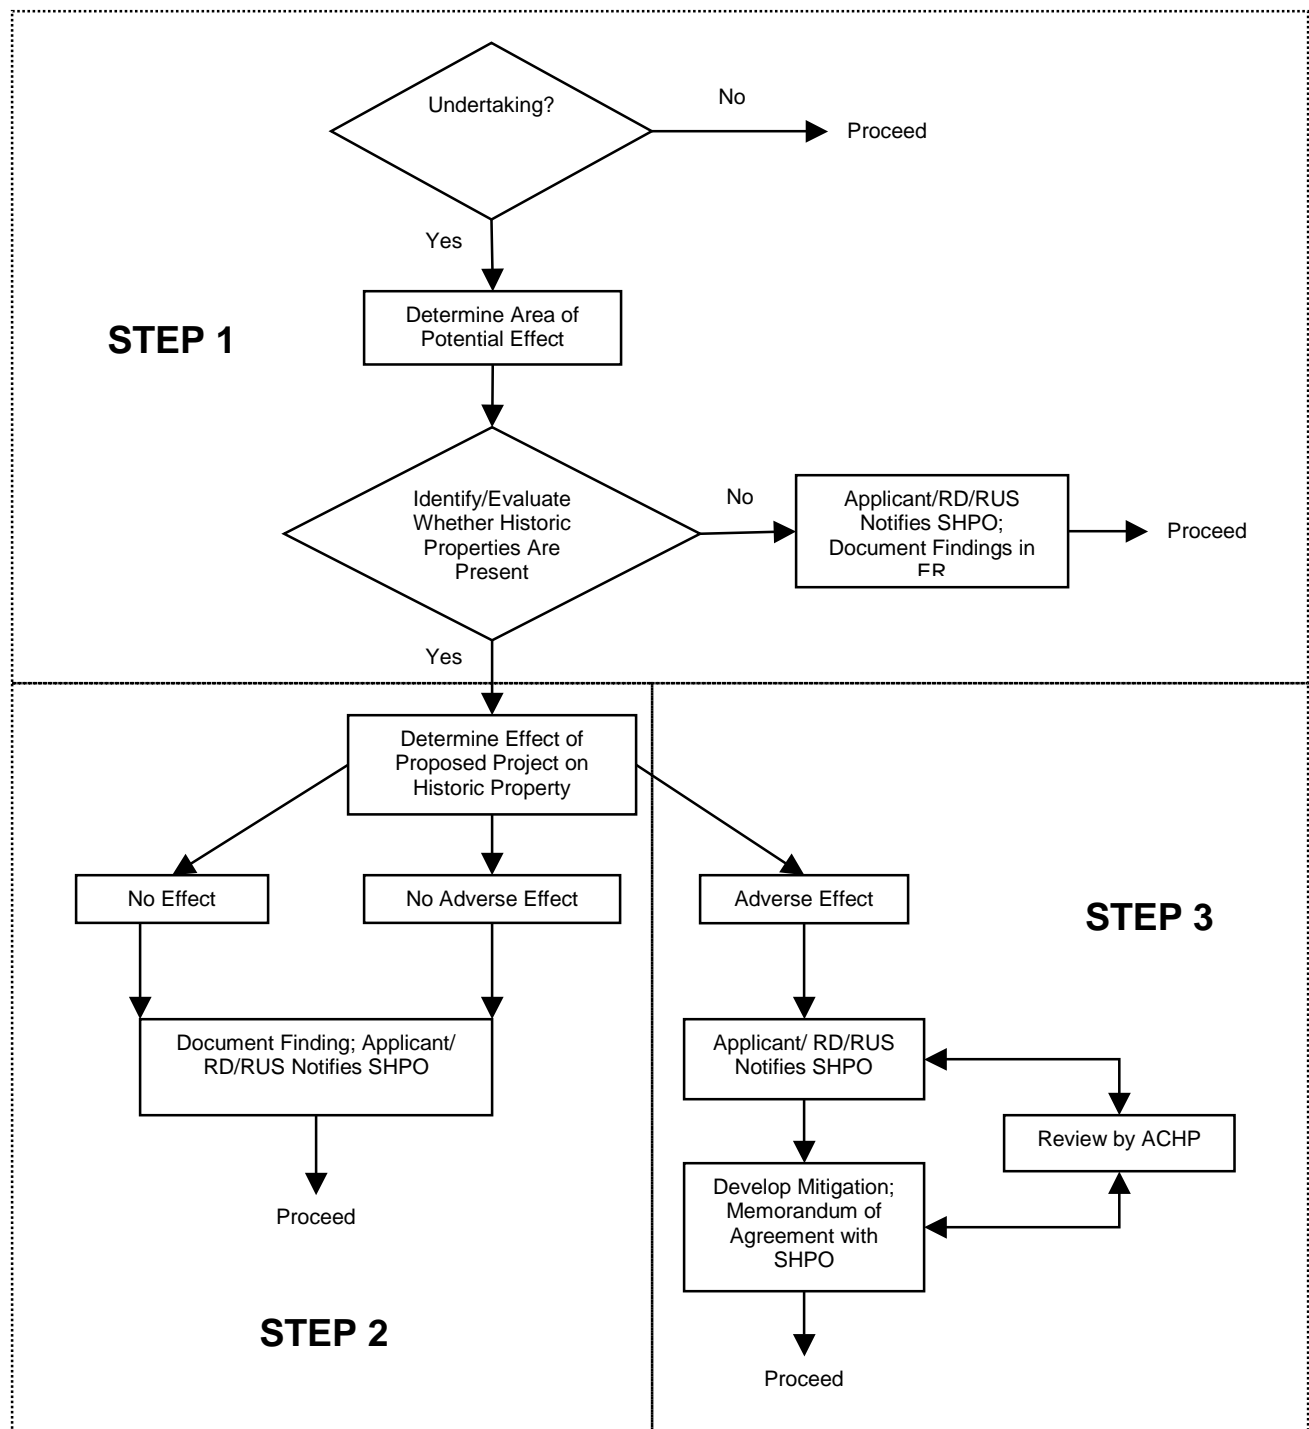 Undertaking?
No
Proceed
Yes
Determine Area of
Potential Effect
STEP 1
Identify/Evaluate
Whether Historic
Properties Are
Present
No
Applicant/RD/RUS
Notifies SHPO;
Document Findings in
Proceed
Yes
Determine Effect of
Proposed Project on
Historic Property
No Effect
No Adverse Effect
Adverse Effect
STEP 3
Document Finding; Applicant/
RD/RUS Notifies SHPO
Applicant/ RD/RUS
Notifies SHPO
Review by ACHP
Develop Mitigation;
Memorandum of
Agreement with
SHPO
Proceed
STEP 2
Proceed